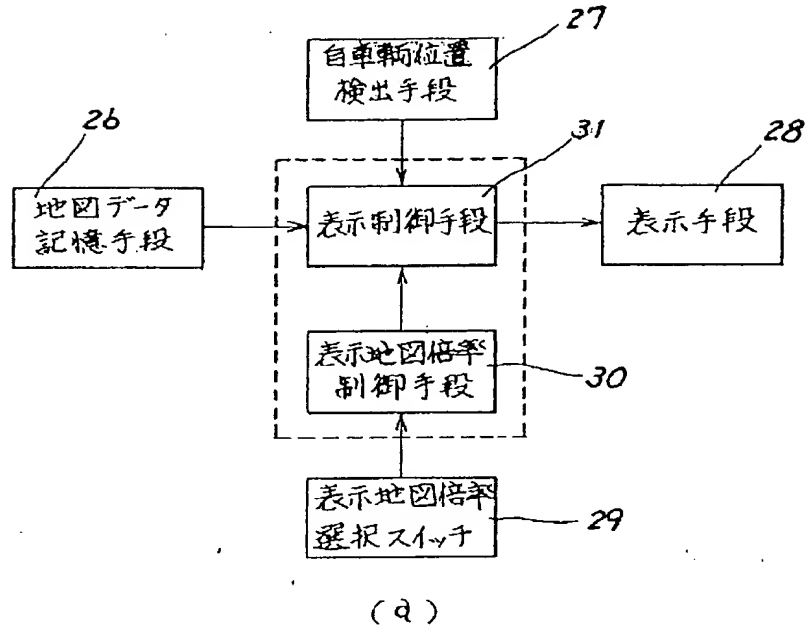 27
自車輌位置
検出手段
26
31
28
地図データ
記憶手段
表示制御手段
表示手段
表示地図倍率
制御手段
30
表示地図倍率
選択スイッチ
29
(a)